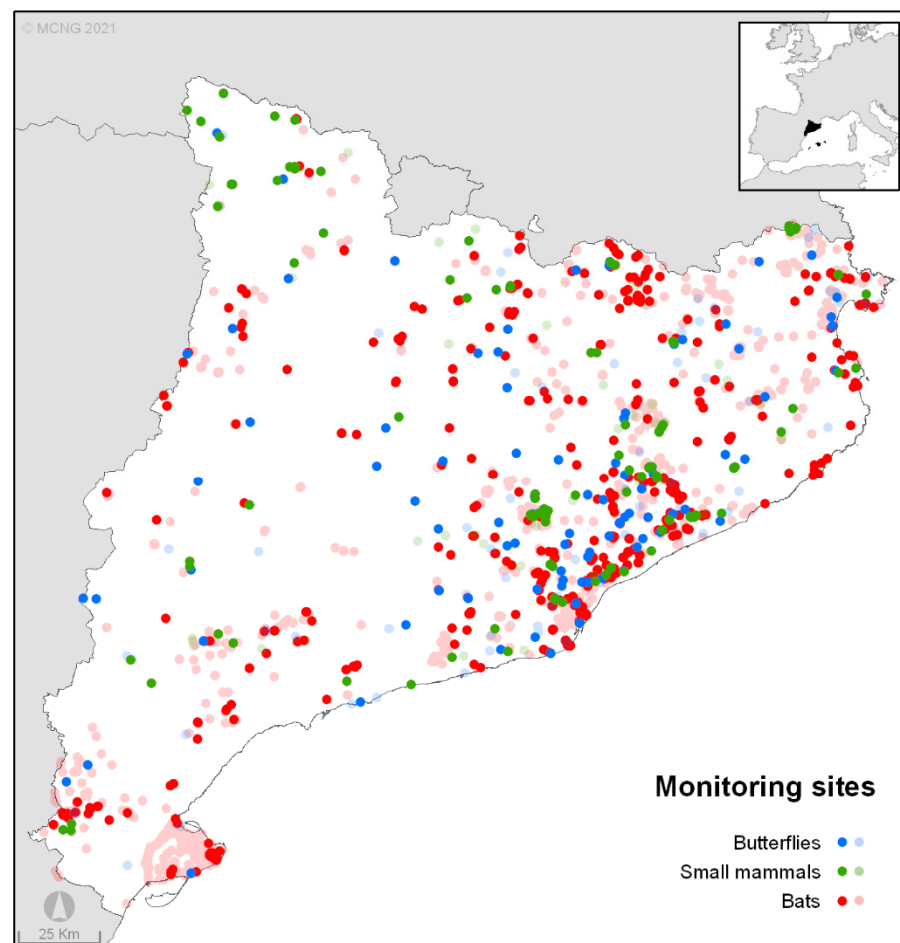 © MCNG 2021
Monitoring sites
Butterflies
Small mammals
Bats
25 Km